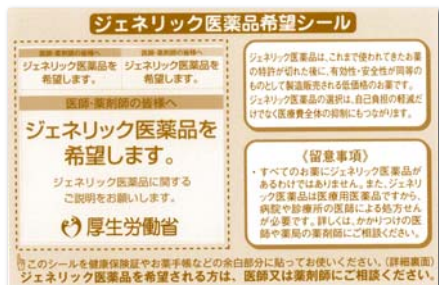 ジェネリック医薬品希望シール
医師・薬剤師の皆様へ
ジェネリック医薬品を
希望します。
医師・薬剤師の皆様へ
ジェネリック医薬品を
希望します。
医師・薬剤師の皆様へ
ジェネリック医薬品を
希望します。
ジェネリック医薬品に関する
ご説明をお願いします。
厚生労働省
ジェネリック医薬品は、これまで使われてきたお薬
の特許が切れた後に、有効性・安全性が同等の
ものとして製造販売される低価格のお薬です。
ジェネリック医薬品の選択は、自己負担の軽減だ
けでなく医療費全体の抑制にもつながります。
《留意事項》
・すべてのお薬にジェネリック医薬品が
あるわけではありません。また、ジェネリ
ック医薬品は医療用医薬品ですから、
病院や診療所の医師による処方せん
が必要です。詳しくは、かかりつけの医
師や薬局の薬剤師にご相談ください。
このシールを健康保険証やお薬手帳などの余白部分に貼ってお使いください。(詳細裏面)
ジェネリック医薬品を希望される方は、医師又は薬剤師にご相談ください。